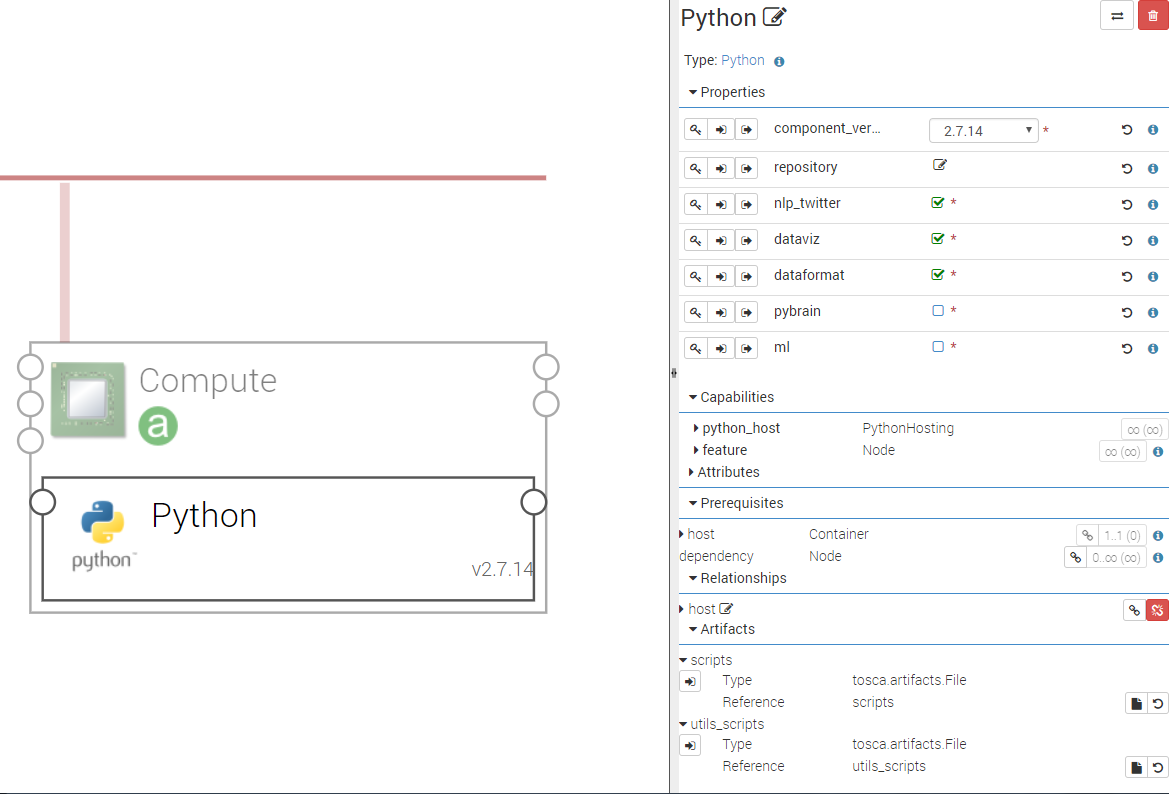 Compute
a
Python
python™
v2.7.14
Python
Type: Python
Properties
component_ver... 2.7.14 *
repository
nlp_twitter *
dataviz *
dataformat *
pybrain *
ml *
Capabilities
python_host PythonHosting ∞ (∞)
feature Node ∞ (∞)
Attributes
Prerequisites
host Container 1..1 (0)
dependency Node 0..∞ (∞)
Relationships
host
Artifacts
scripts
Type tosca.artifacts.File
Reference scripts
utils_scripts
Type tosca.artifacts.File
Reference utils_scripts